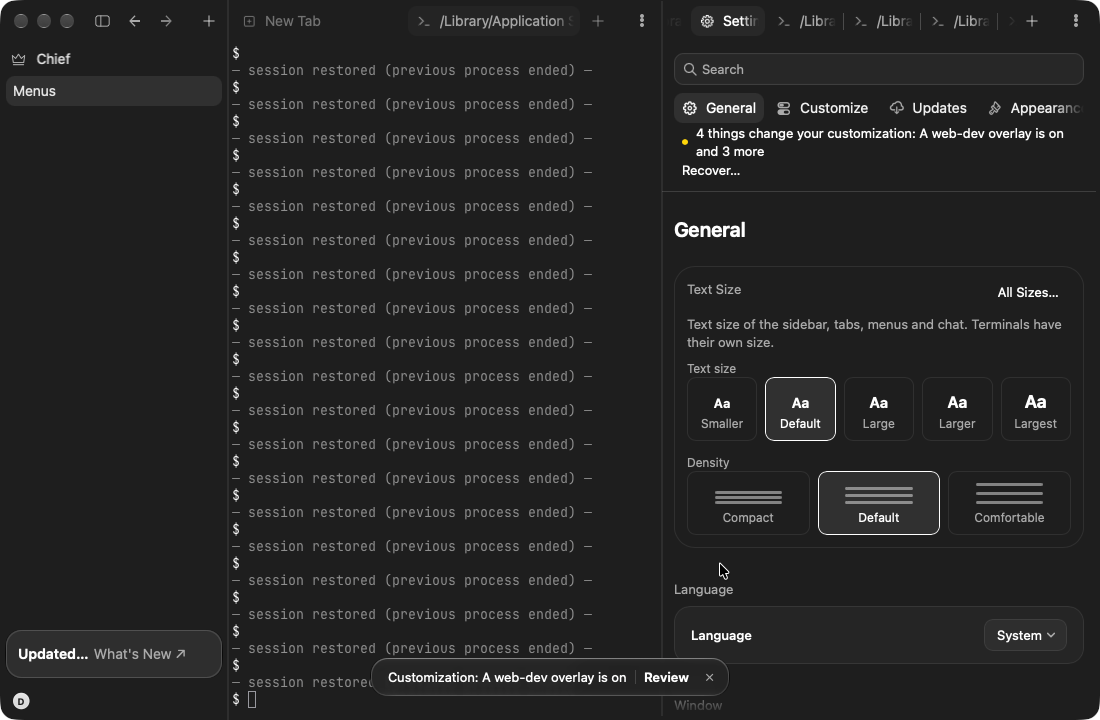 New Tab
/Library/Application
Setti
/Libra
/Libra
/Libra
Chief
Menus
$
— session restored (previous process ended) —
$
— session restored (previous process ended) —
$
— session restored (previous process ended) —
$
— session restored (previous process ended) —
$
— session restored (previous process ended) —
$
— session restored (previous process ended) —
$
— session restored (previous process ended) —
$
— session restored (previous process ended) —
$
— session restored (previous process ended) —
$
— session restored (previous process ended) —
$
— session restored (previous process ended) —
$
— session restored (previous process ended) —
$
— session restored (previous process ended) —
$
— session restored (previous process ended) —
$
— session restored (previous process ended) —
$
— session restored (previous process ended) —
$
— session restored (previous process ended) —
$
— session restored (previous process ended) —
$
— session restored
$
Search
General
Customize
Updates
Appearanc
4 things change your customization: A web-dev overlay is on
and 3 more
Recover...
General
Text Size
All Sizes...
Text size of the sidebar, tabs, menus and chat. Terminals have
their own size.
Text size
Aa Aa Aa Aa Aa
Smaller Default Large Larger Largest
Density
Compact Default Comfortable
Language
Language
System
Window
Updated... What's New ↗
D
Customization: A web-dev overlay is on
Review